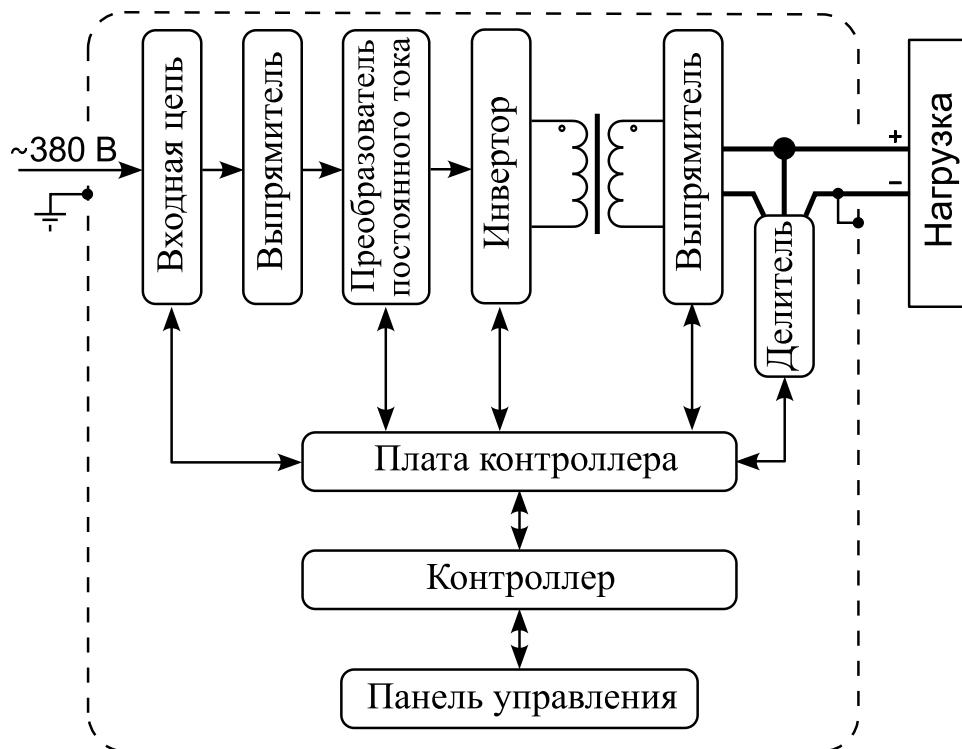 ~380 В
Входная цепь
Выпрямитель
Преобразователь
постоянного тока
Инвертор
Выпрямитель
Делитель
+
−
Нагрузка
Плата контроллера
Контроллер
Панель управления